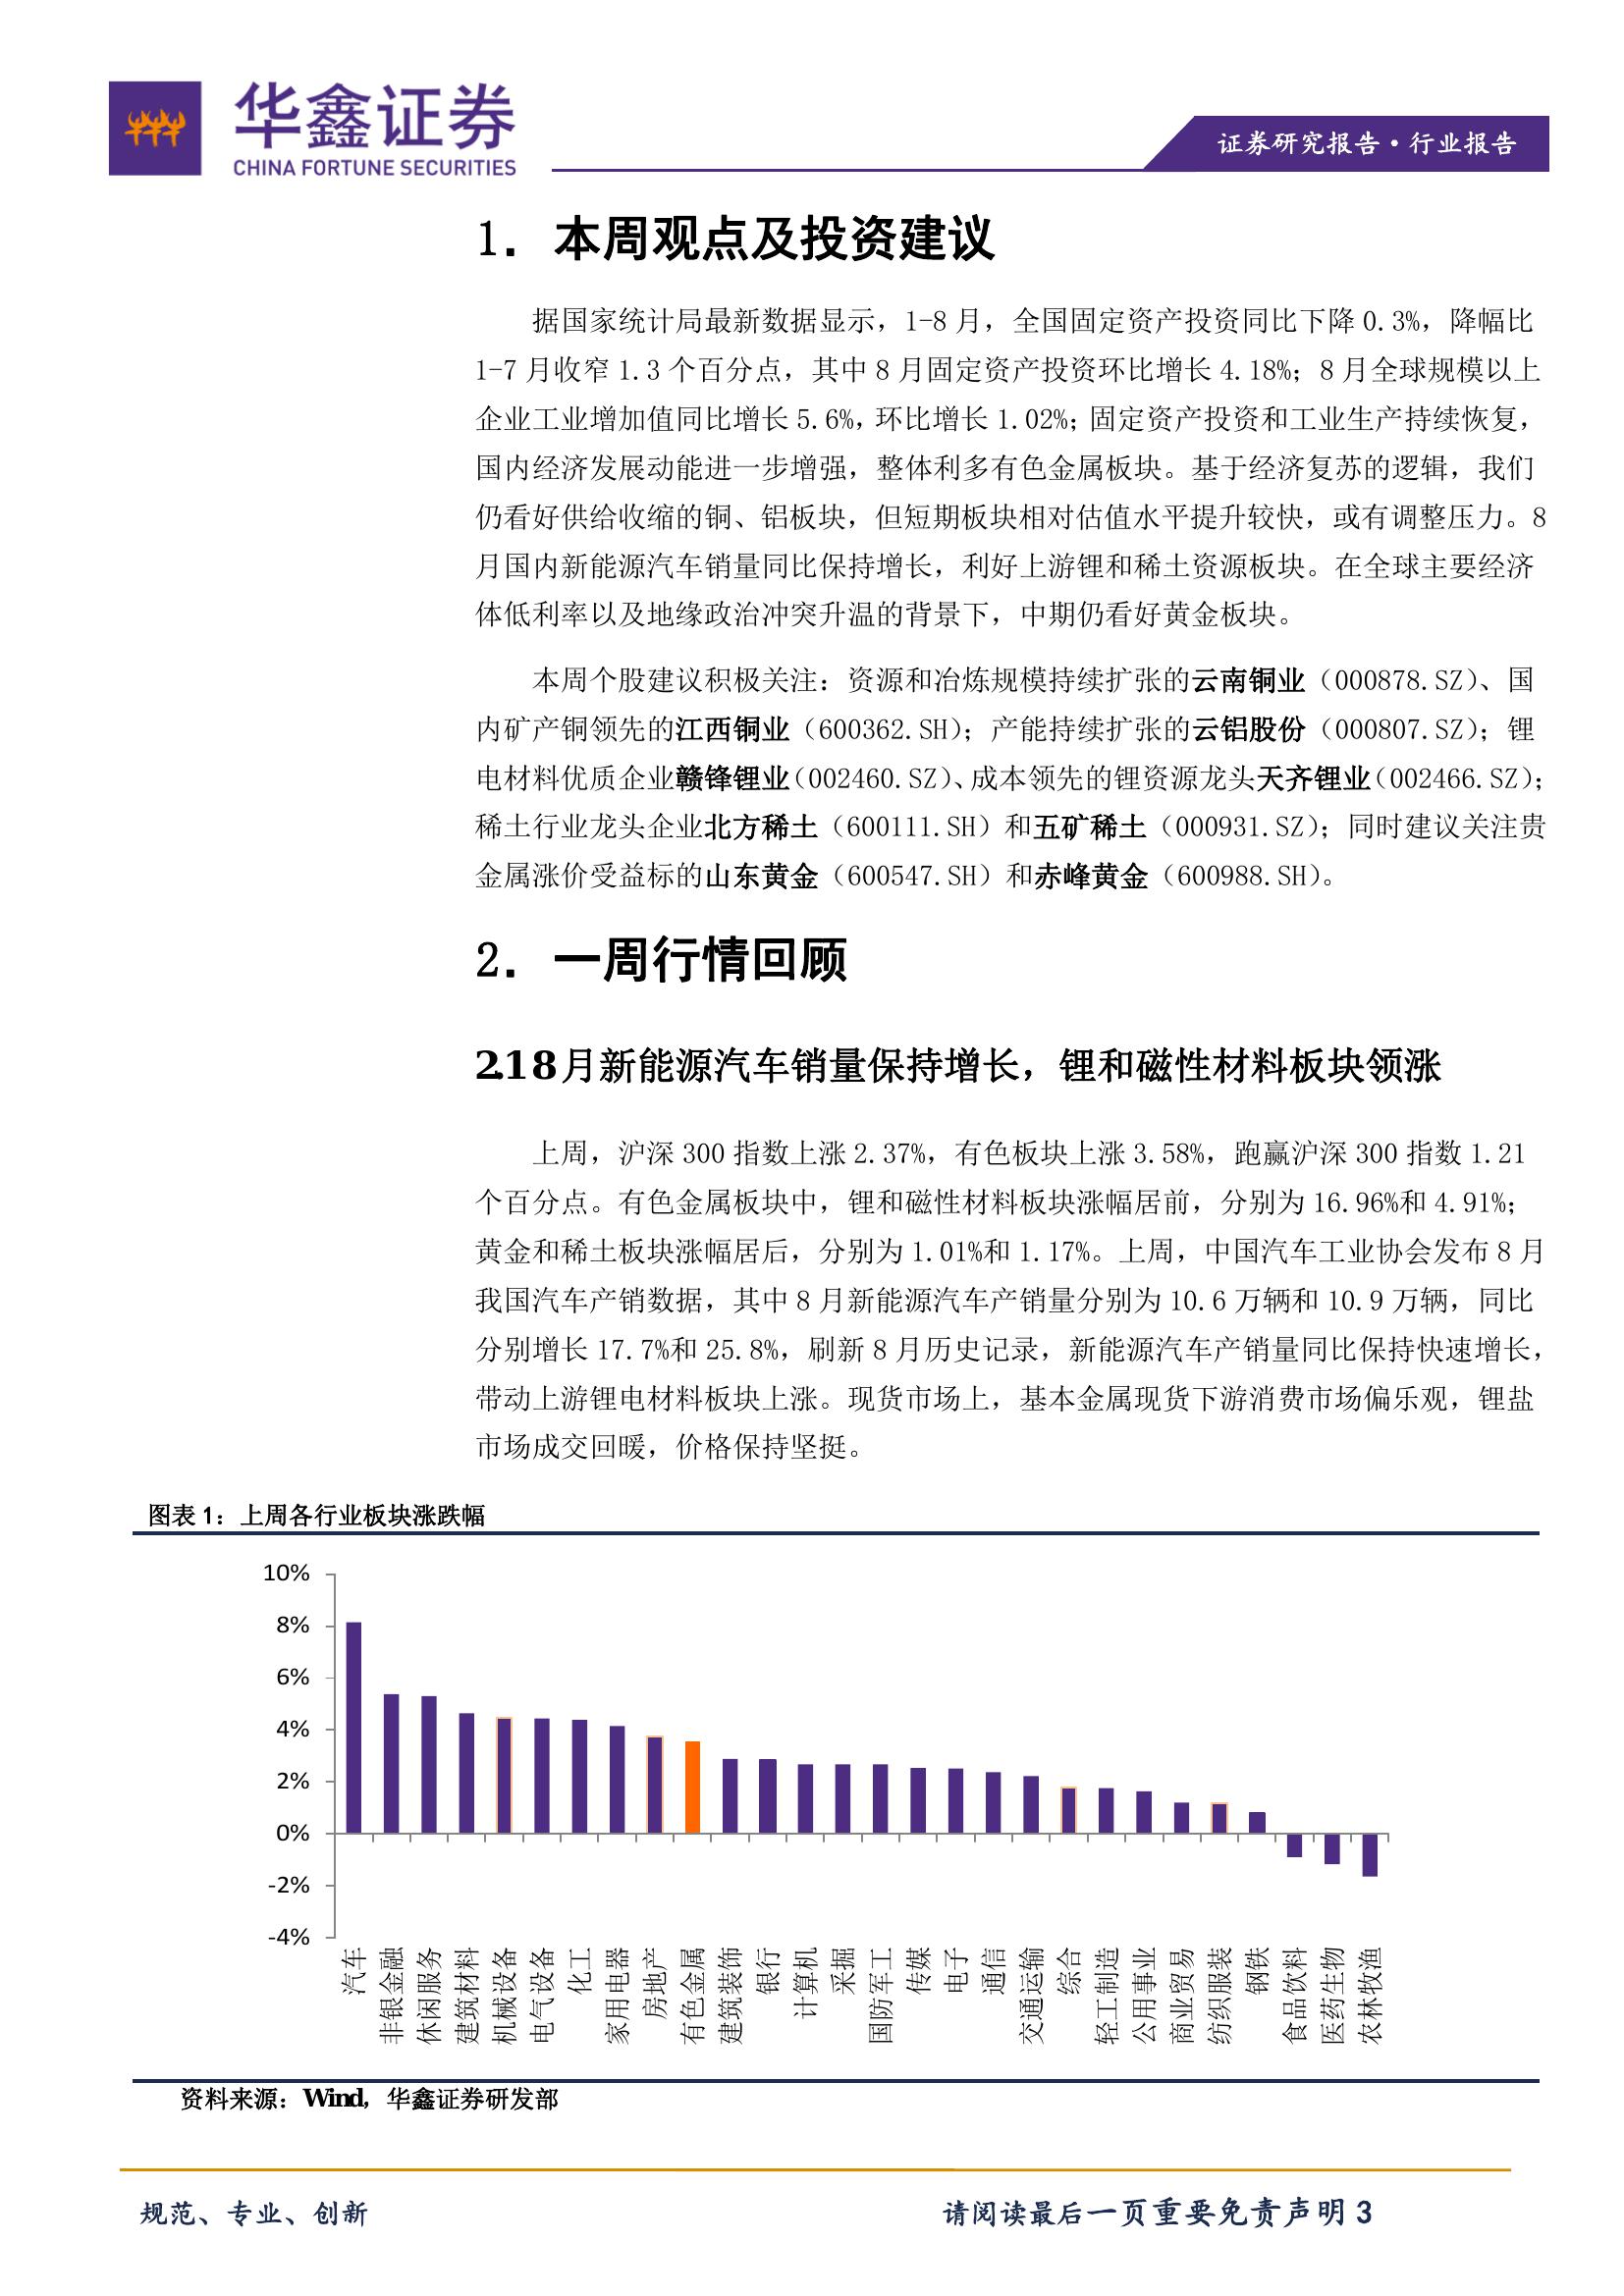 华鑫证券
CHINA FORTUNE SECURITIES
证券研究报告·行业报告
1. 本周观点及投资建议
据国家统计局最新数据显示，1-8 月，全国固定资产投资同比下降 0.3%，降幅比
1-7 月收窄 1.3 个百分点，其中 8 月固定资产投资环比增长 4.18%；8 月全球规模以上
企业工业增加值同比增长 5.6%，环比增长 1.02%；固定资产投资和工业生产持续恢复，
国内经济发展动能进一步增强，整体利多有色金属板块。基于经济复苏的逻辑，我们
仍看好供给收缩的铜、铝板块，但短期板块相对估值水平提升较快，或有调整压力。8
月国内新能源汽车销量同比保持增长，利好上游锂和稀土资源板块。在全球主要经济
体低利率以及地缘政治冲突升温的背景下，中期仍看好黄金板块。
本周个股建议积极关注：资源和冶炼规模持续扩张的云南铜业（000878.SZ）、国
内矿产铜领先的江西铜业（600362.SH）；产能持续扩张的云铝股份（000807.SZ）；锂
电材料优质企业赣锋锂业（002460.SZ）、成本领先的锂资源龙头天齐锂业（002466.SZ）；
稀土行业龙头企业北方稀土（600111.SH）和五矿稀土（000931.SZ）；同时建议关注贵
金属涨价受益标的山东黄金（600547.SH）和赤峰黄金（600988.SH）。
2. 一周行情回顾
2.1 8 月新能源汽车销量保持增长，锂和磁性材料板块领涨
上周，沪深 300 指数上涨 2.37%，有色板块上涨 3.58%，跑赢沪深 300 指数 1.21
个百分点。有色金属板块中，锂和磁性材料板块涨幅居前，分别为 16.96%和 4.91%；
黄金和稀土板块涨幅居后，分别为 1.01%和 1.17%。上周，中国汽车工业协会发布 8 月
我国汽车产销数据，其中 8 月新能源汽车产销量分别为 10.6 万辆和 10.9 万辆，同比
分别增长 17.7%和 25.8%，刷新 8 月历史记录，新能源汽车产销量同比保持快速增长，
带动上游锂电材料板块上涨。现货市场上，基本金属现货下游消费市场偏乐观，锂盐
市场成交回暖，价格保持坚挺。
图表 1：上周各行业板块涨跌幅
10%
8%
6%
4%
2%
0%
-2%
-4%
汽车
非银金融
休闲服务
建筑材料
机械设备
电气设备
化工
家用电器
房地产
有色金属
建筑装饰
银行
计算机
采掘
国防军工
传媒
电子
通信
交通运输
综合
轻工制造
公用事业
商业贸易
纺织服装
钢铁
食品饮料
医药生物
农林牧渔
资料来源：Wind，华鑫证券研发部
规范、专业、创新
请阅读最后一页重要免责声明 3